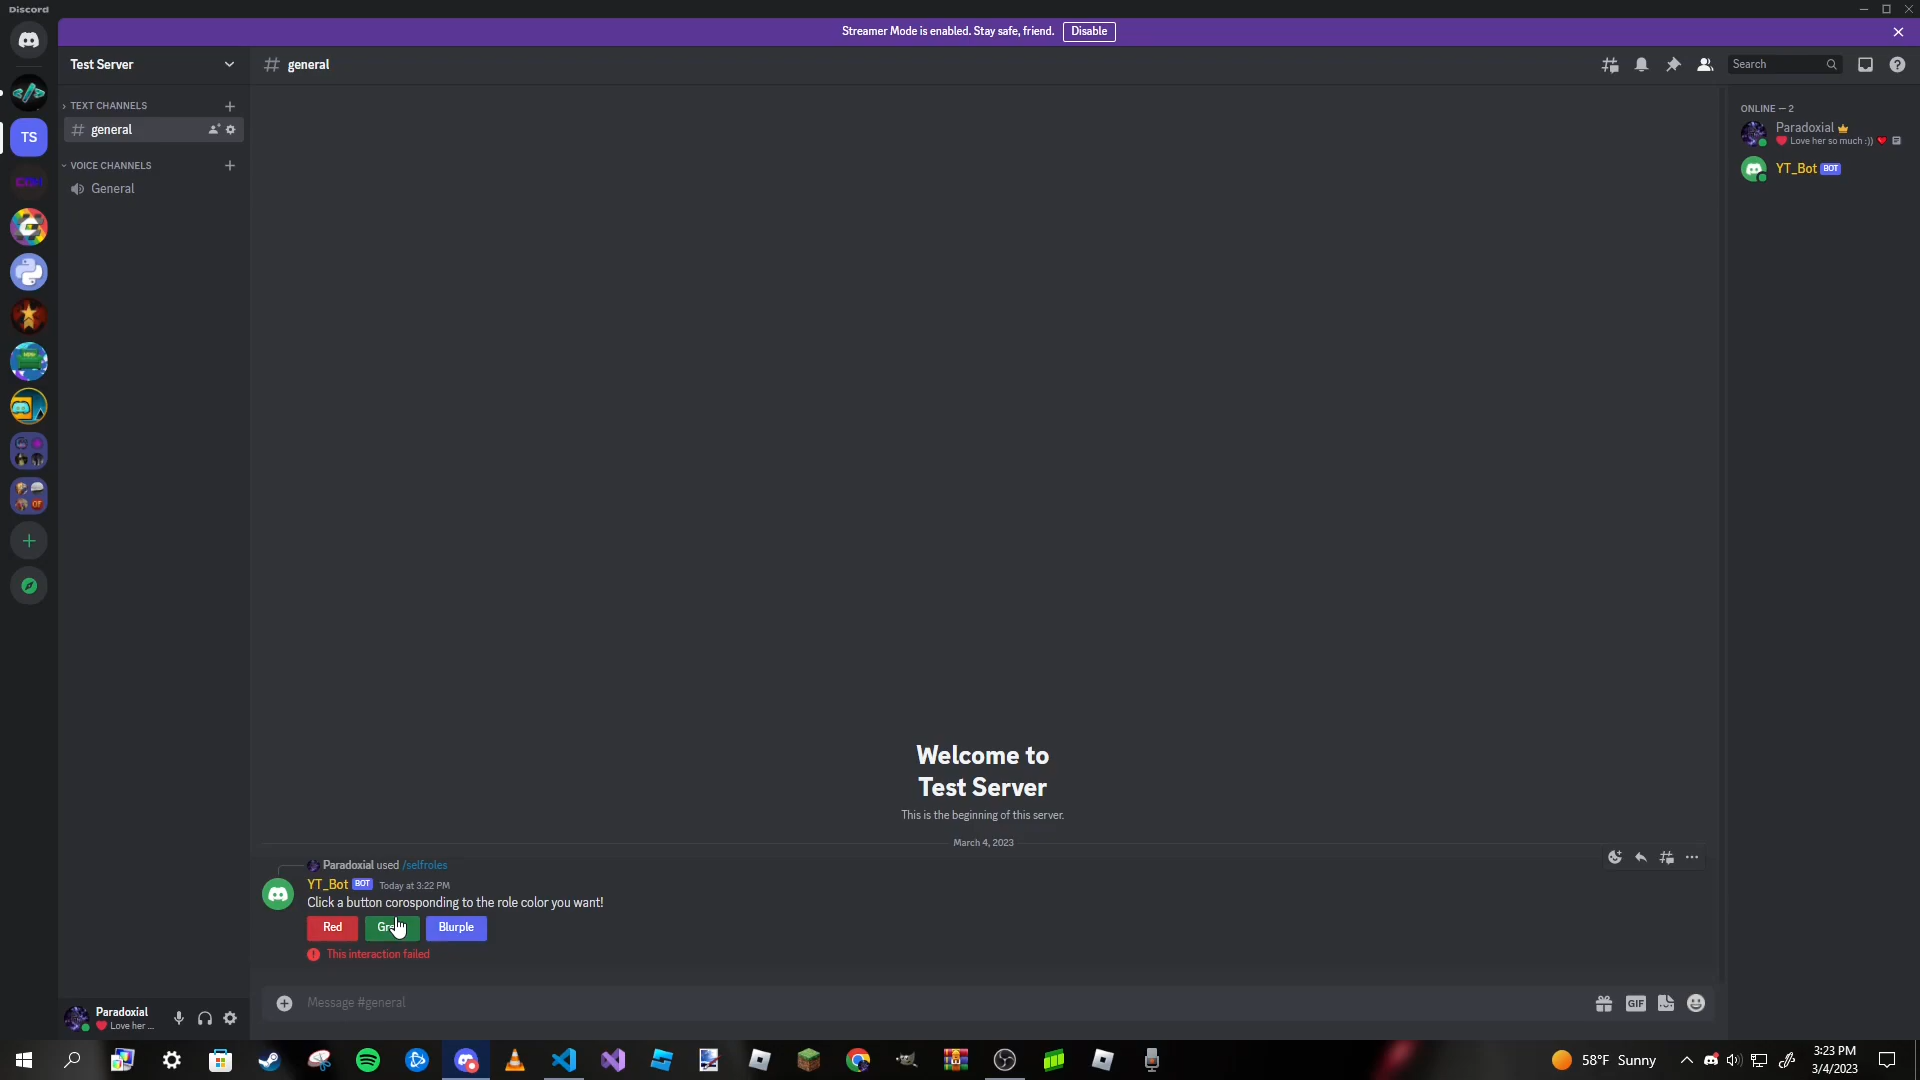 Discord
Streamer Mode is enabled. Stay safe, friend. Disable
Test Server
general
Search
TEXT CHANNELS
general
VOICE CHANNELS
General
TS
ONLINE — 2
Paradoxial
Love her so much :))
YT_Bot BOT
Welcome to
Test Server
This is the beginning of this server.
March 4, 2023
Paradoxial used /selfroles
YT_Bot BOT Today at 3:22 PM
Click a button corosponding to the role color you want!
Red Blurple
This interaction failed
Message #general
GIF
Paradoxial
Love her ...
58°F Sunny
3:23 PM
3/4/2023